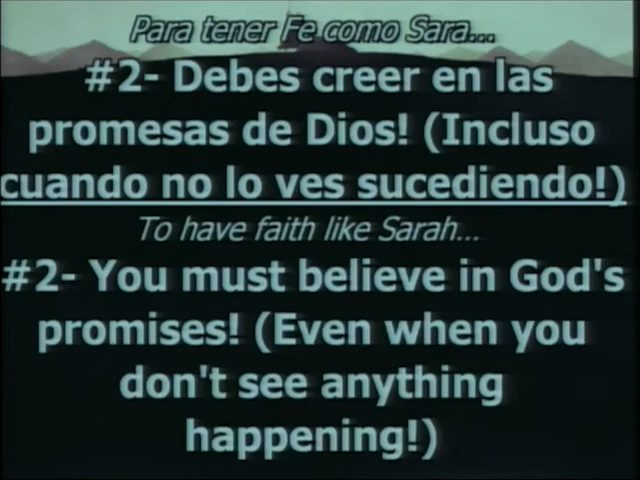 Para tener Fe como Sara...
#2- Debes creer en las
promesas de Dios! (Incluso
cuando no lo ves sucediendo!)
To have faith like Sarah...
#2- You must believe in God's
promises! (Even when you
don't see anything
happening!)